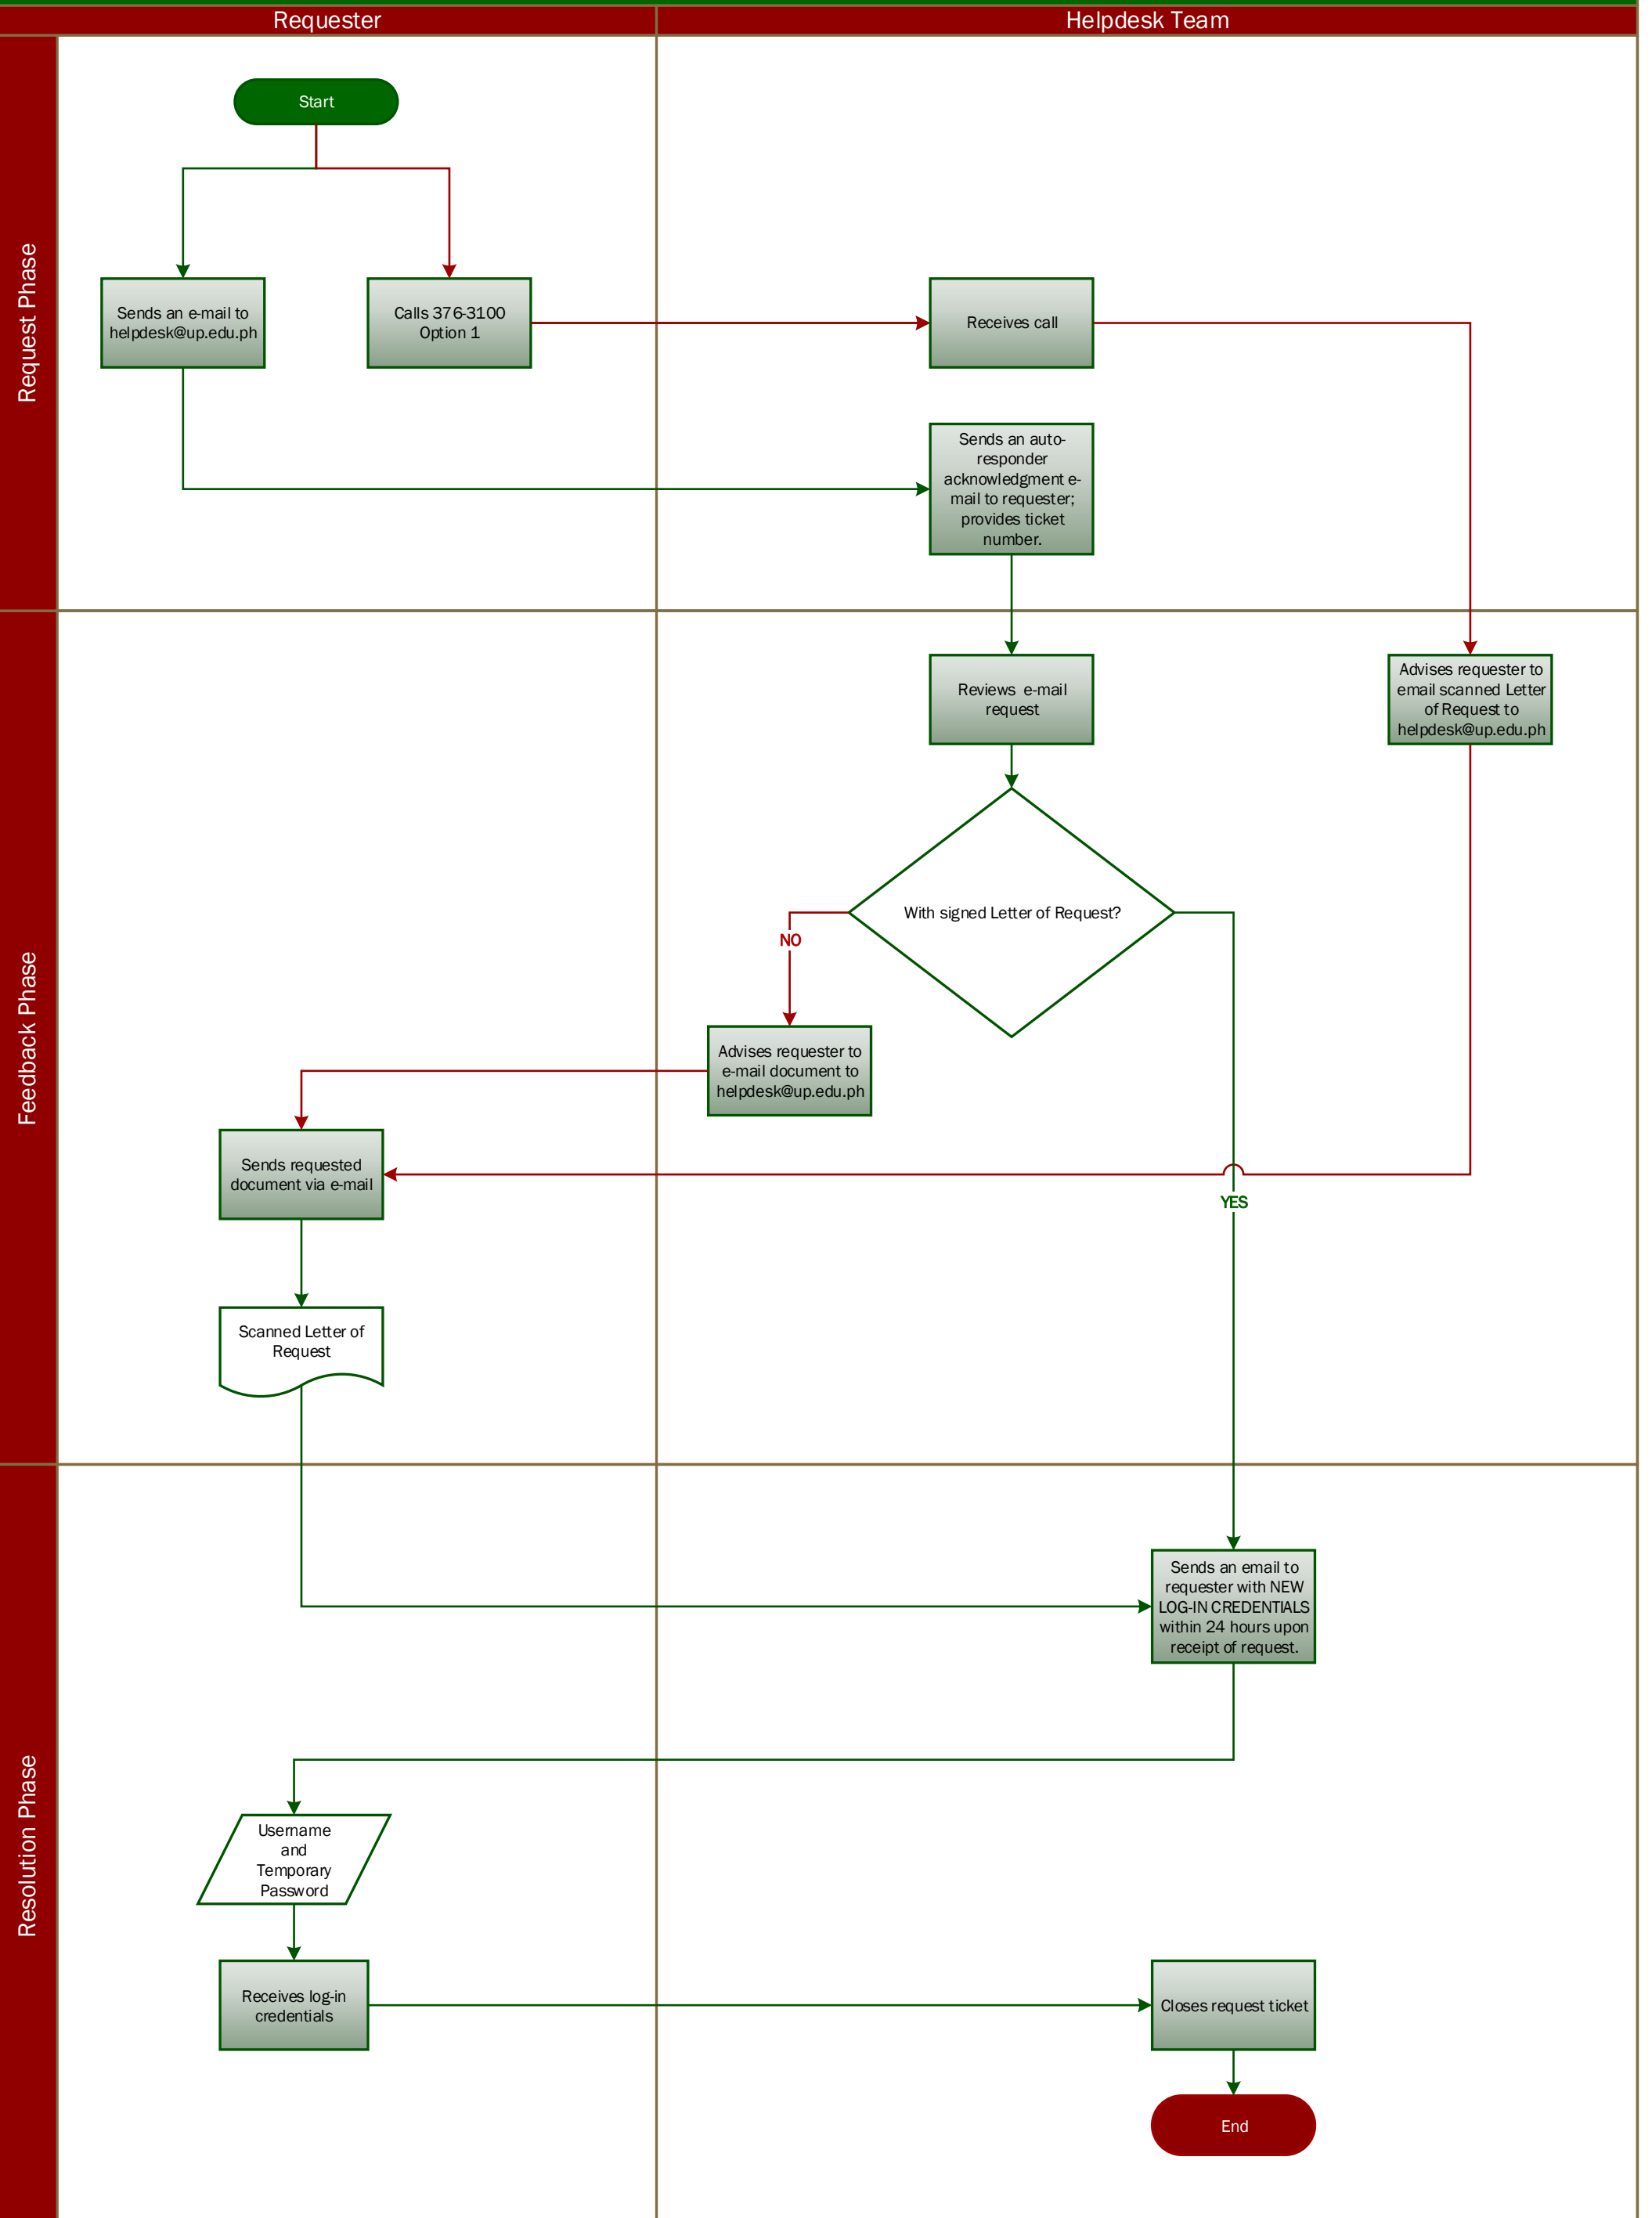 Requester
Helpdesk Team
Request Phase
Start
Sends an e-mail to
helpdesk@up.edu.ph
Calls 376-3100
Option 1
Receives call
Sends an auto-
responder
acknowledgment e-
mail to requester;
provides ticket
number.
Feedback Phase
Reviews e-mail
request
Advises requester to
email scanned Letter
of Request to
helpdesk@up.edu.ph
With signed Letter of Request?
NO
Advises requester to
e-mail document to
helpdesk@up.edu.ph
Sends requested
document via e-mail
YES
Scanned Letter of
Request
Resolution Phase
Sends an email to
requester with NEW
LOG-IN CREDENTIALS
within 24 hours upon
receipt of request.
Username
and
Temporary
Password
Receives log-in
credentials
Closes request ticket
End